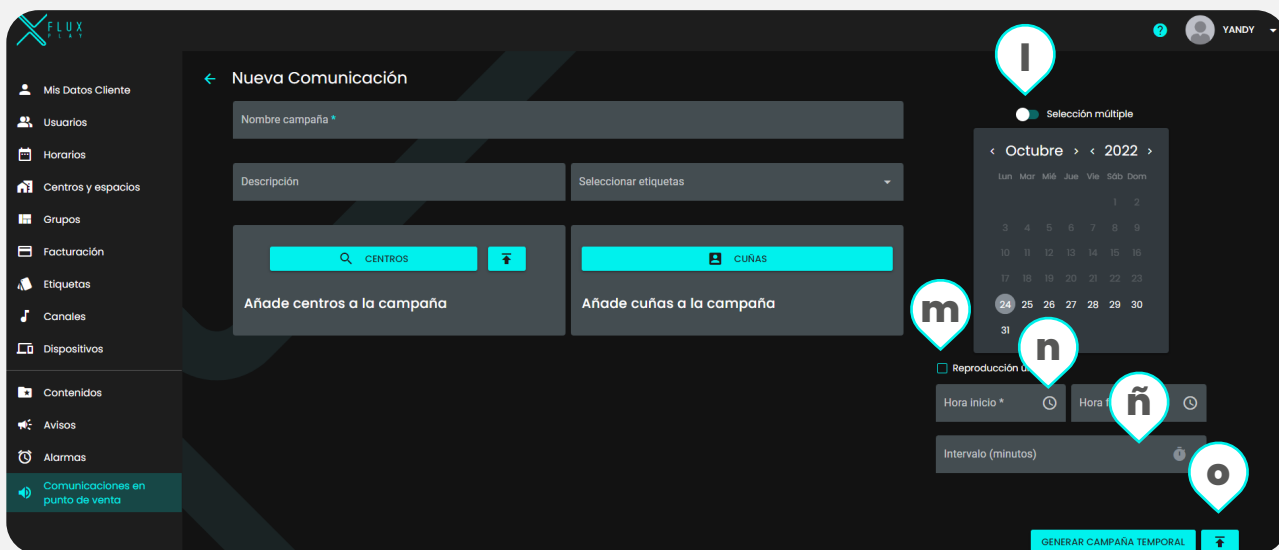 FLUX
PLAY
?
YANDY
Mis Datos Cliente
Usuarios
Horarios
Centros y espacios
Grupos
Facturación
Etiquetas
Canales
Dispositivos
Contenidos
Avisos
Alarmas
Comunicaciones en
punto de venta
Nueva Comunicación
Nombre campaña *
Descripción
Seleccionar etiquetas
CENTROS
CUÑAS
Añade centros a la campaña
Añade cuñas a la campaña
l
Selección múltiple
‹ Octubre › ‹ 2022 ›
Lun Mar Mié Jue Vie Sáb Dom
1 2
3 4 5 6 7 8 9
10 11 12 13 14 15 16
17 18 19 20 21 22 23
24 25 26 27 28 29 30
31
m
n
Reproducción
Hora inicio *
Hora
ñ
Intervalo (minutos)
o
GENERAR CAMPAÑA TEMPORAL